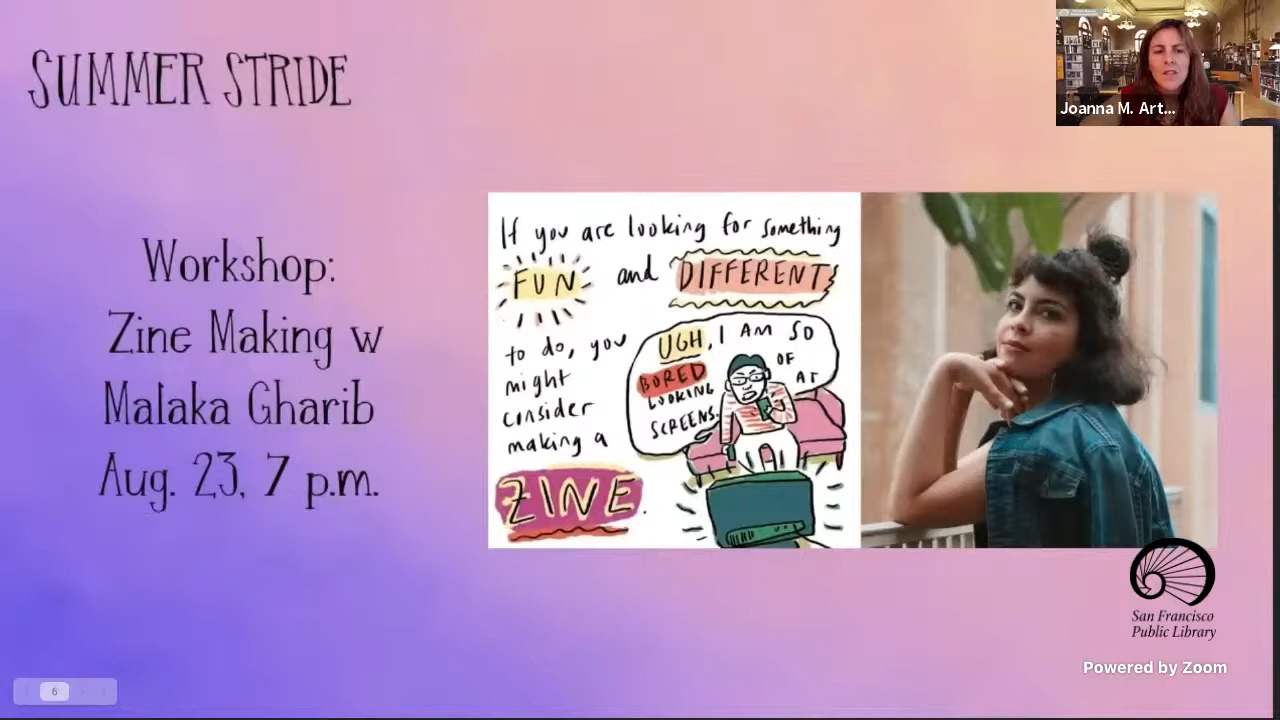 SUMMER STRIDE
Joanna M. Art...
Workshop:
Zine Making w
Malaka Gharib
Aug. 23, 7 p.m.
If you are looking for something
FUN and DIFFERENT
to do, you
might
consider
making a
ZINE.
UGH, I AM SO
BORED OF
LOOKING AT
SCREENS.
San Francisco
Public Library
Powered by Zoom
6